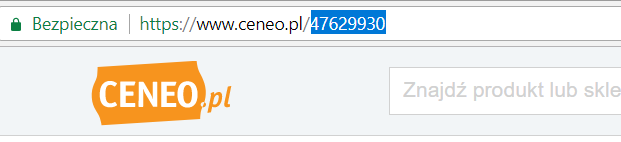 Bezpieczna https://www.ceneo.pl/47629930
CENEO.pl
Znajdź produkt lub skle